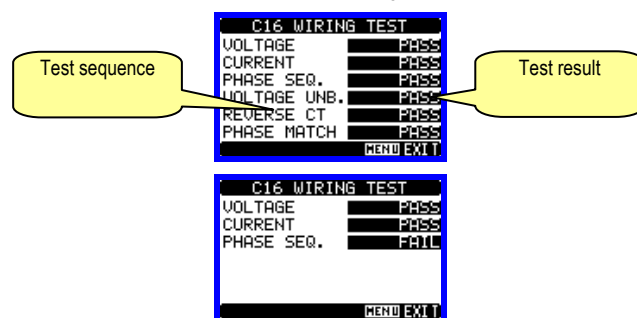 C16 WIRING TEST
VOLTAGE PASS
CURRENT PASS
PHASE SEQ. PASS
VOLTAGE UNB. PASS
REVERSE CT PASS
PHASE MATCH PASS
MENU EXIT
Test sequence
Test result
C16 WIRING TEST
VOLTAGE PASS
CURRENT PASS
PHASE SEQ. FAIL
MENU EXIT